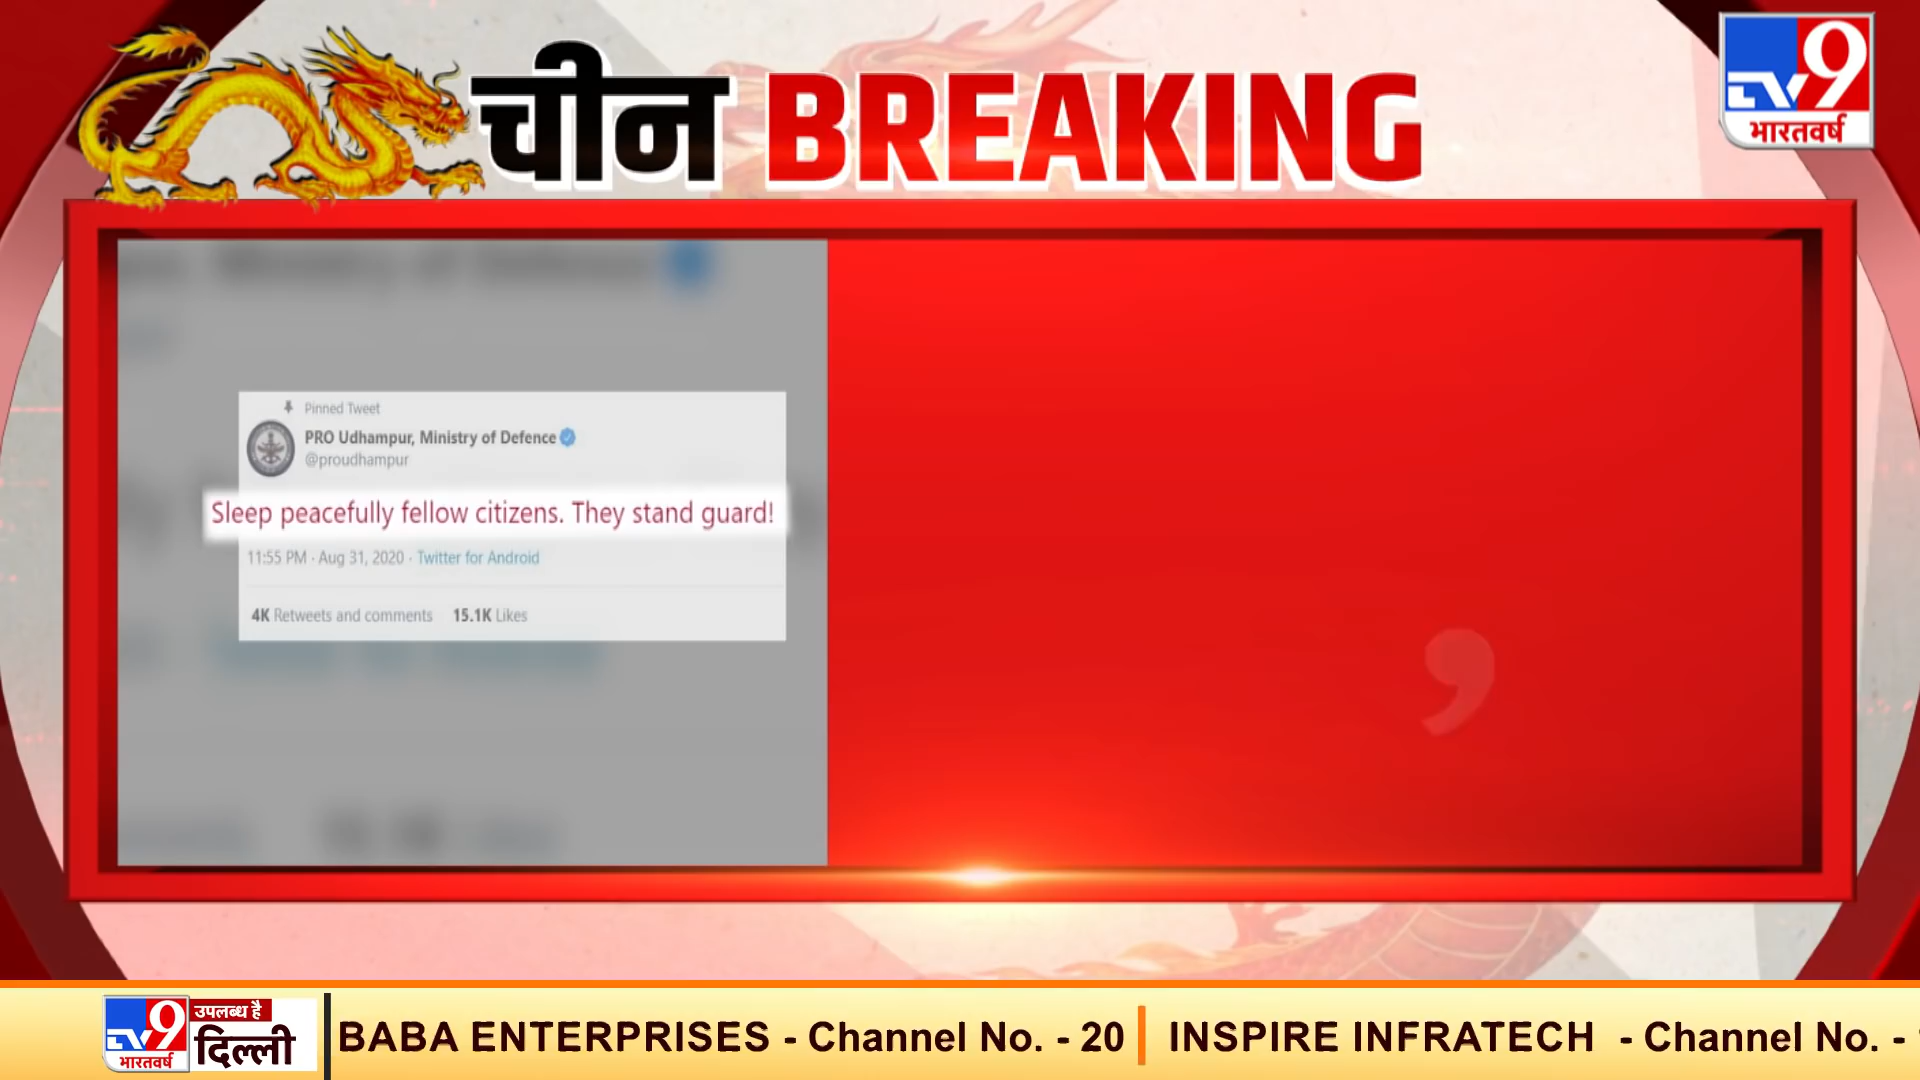 चीन BREAKING
TV9
भारतवर्ष
Pinned Tweet
PRO Udhampur, Ministry of Defence
@proudhampur
Sleep peacefully fellow citizens. They stand guard!
11:55 PM · Aug 31, 2020 · Twitter for Android
4K Retweets and comments 15.1K Likes
TV9
भारतवर्ष
उपलब्ध है
दिल्ली
BABA ENTERPRISES - Channel No. - 20 INSPIRE INFRATECH - Channel No. -